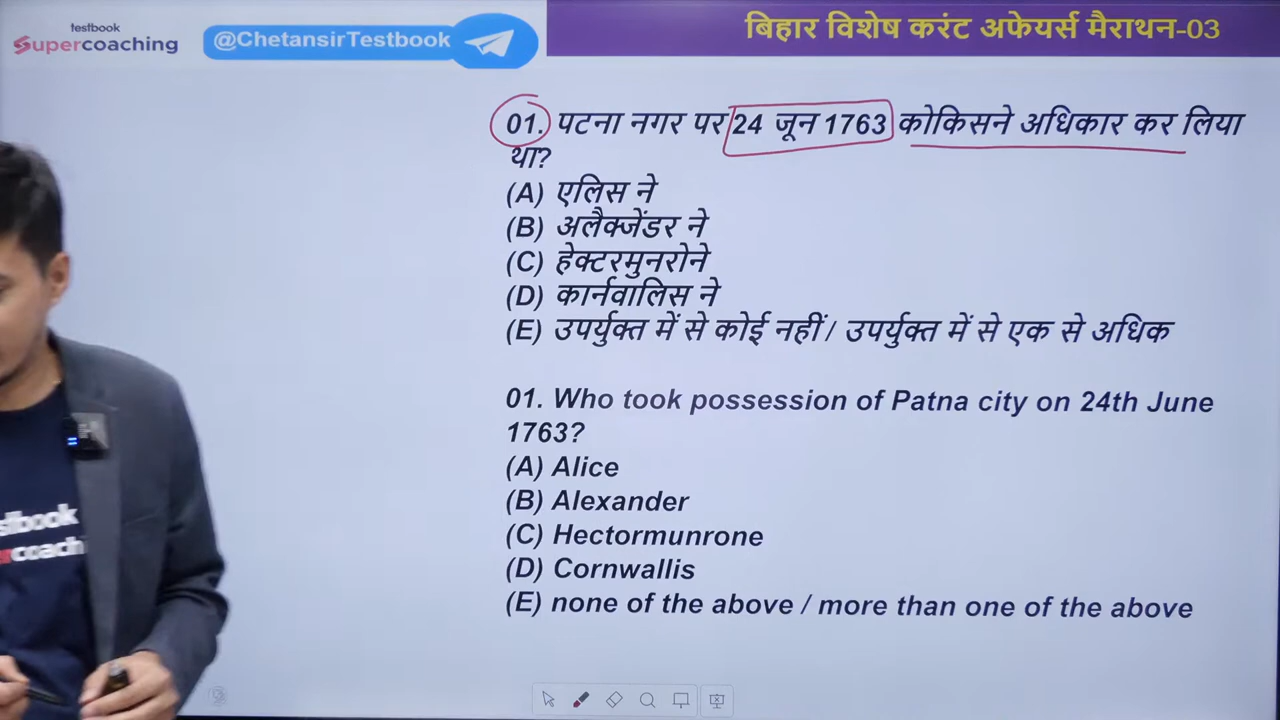 testbook
Supercoaching
@ChetansirTestbook
बिहार विशेष करंट अफेयर्स मैराथन-03
01. पटना नगर पर 24 जून 1763 कोकिसने अधिकार कर लिया
था?
(A) एलिस ने
(B) अलैक्जेंडर ने
(C) हेक्टरमुनरोने
(D) कार्नवालिस ने
(E) उपर्युक्त में से कोई नहीं / उपर्युक्त में से एक से अधिक
01. Who took possession of Patna city on 24th June
1763?
(A) Alice
(B) Alexander
(C) Hectormunrone
(D) Cornwallis
(E) none of the above / more than one of the above
stbook
coach